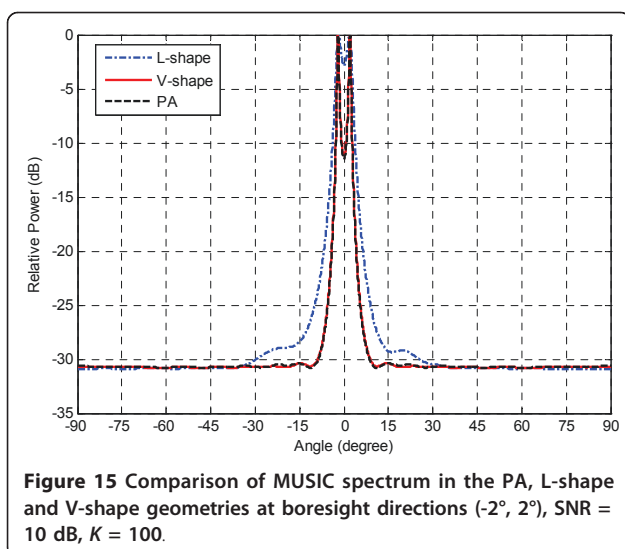 0
-5
-10
-15
-20
-25
-30
-35
Relative Power (dB)
L-shape
V-shape
PA
-90 -75 -60 -45 -30 -15 0 15 30 45 60 75 90
Angle (degree)
Figure 15 Comparison of MUSIC spectrum in the PA, L-shape
and V-shape geometries at boresight directions (-2°, 2°), SNR =
10 dB, K = 100.